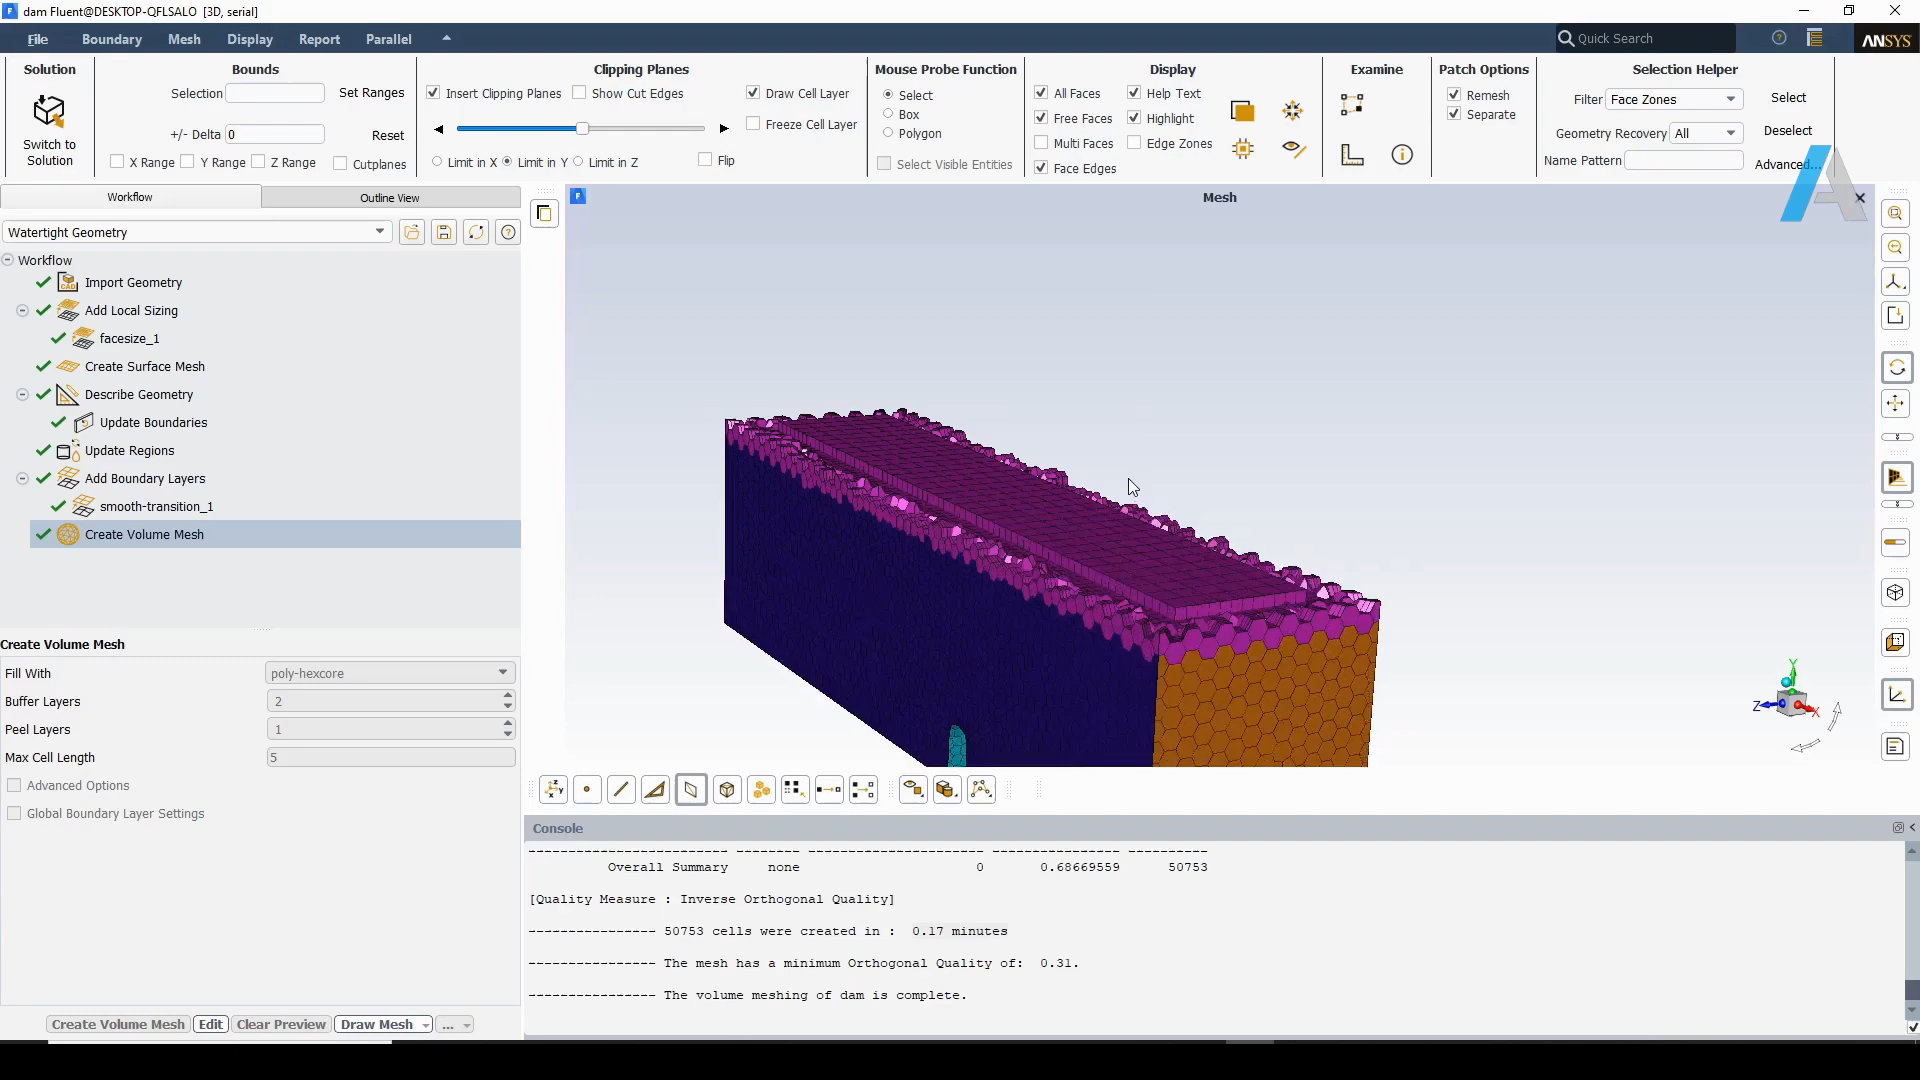 dam Fluent@DESKTOP-QFLSALO [3D, serial]
File Boundary Mesh Display Report Parallel
Quick Search
ANSYS
Solution
Switch to
Solution
Bounds
Selection
Set Ranges
+/- Delta 0
Reset
X Range Y Range Z Range Cutplanes
Clipping Planes
Insert Clipping Planes Show Cut Edges
Draw Cell Layer
Freeze Cell Layer
Limit in X Limit in Y Limit in Z
Flip
Mouse Probe Function
Select
Box
Polygon
Select Visible Entities
Display
All Faces Help Text
Free Faces Highlight
Multi Faces Edge Zones
Face Edges
Examine
Patch Options
Remesh
Separate
Selection Helper
Filter Face Zones
Select
Geometry Recovery All
Deselect
Name Pattern
Advanced...
Workflow
Outline View
Watertight Geometry
Workflow
Import Geometry
Add Local Sizing
facesize_1
Create Surface Mesh
Describe Geometry
Update Boundaries
Update Regions
Add Boundary Layers
smooth-transition_1
Create Volume Mesh
Create Volume Mesh
Fill With poly-hexcore
Buffer Layers 2
Peel Layers 1
Max Cell Length 5
Advanced Options
Global Boundary Layer Settings
Create Volume Mesh Edit Clear Preview Draw Mesh ...
Mesh
Y
Z
X
Console
----------------------- -------- --------------------- --------------- ----------
Overall Summary none 0 0.68669559 50753
[Quality Measure : Inverse Orthogonal Quality]
--------------- 50753 cells were created in : 0.17 minutes
--------------- The mesh has a minimum Orthogonal Quality of: 0.31.
--------------- The volume meshing of dam is complete.